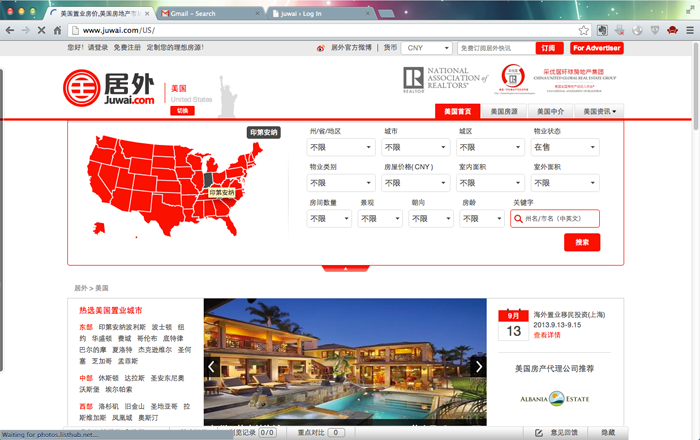 美国置业房价,美国房地产市
Gmail – Search
juwai › Log In
www.juwai.com/US/
您好！请登录 免费注册 定制您的理想房源！
居外官方微博 | 货币 CNY 免费订阅居外快讯 订阅 For Advertiser
居外
Juwai.com
美国
United States
切换
NATIONAL ASSOCIATION of REALTORS®
REALTOR
采优居环球房地产集团
CHINA UNITED GLOBAL REAL ESTATE GROUP
美国首页 美国房源 美国中介 美国资讯
印第安纳
印第安纳
州/省/地区 城市 城区 物业状态
不限 不限 不限 在售
物业类别 房屋价格(CNY) 室内面积 室外面积
不限 不限 不限 不限
房间数量 景观 朝向 房龄 关键字
不限 不限 不限 不限 州名/市名（中英文）
搜索
居外 > 美国
热选美国置业城市
东部 印第安纳波利斯 波士顿 纽
约 华盛顿 费城 哥伦布 底特律
巴尔的摩 夏洛特 杰克逊维尔 圣何
塞 芝加哥 孟菲斯
中部 休斯顿 达拉斯 圣安东尼奥
沃斯堡 埃尔帕索
西部 洛杉矶 旧金山 圣地亚哥 拉
斯维加斯 凤凰城 奥斯汀
9月
13
海外置业移民投资(上海)
2013.9.13-9.15
查看详情
美国房产代理公司推荐
ALBANIA ESTATE
Waiting for photos.listhub.net...
浏览记录 0/0 重点对比 0 意见回馈 隐藏